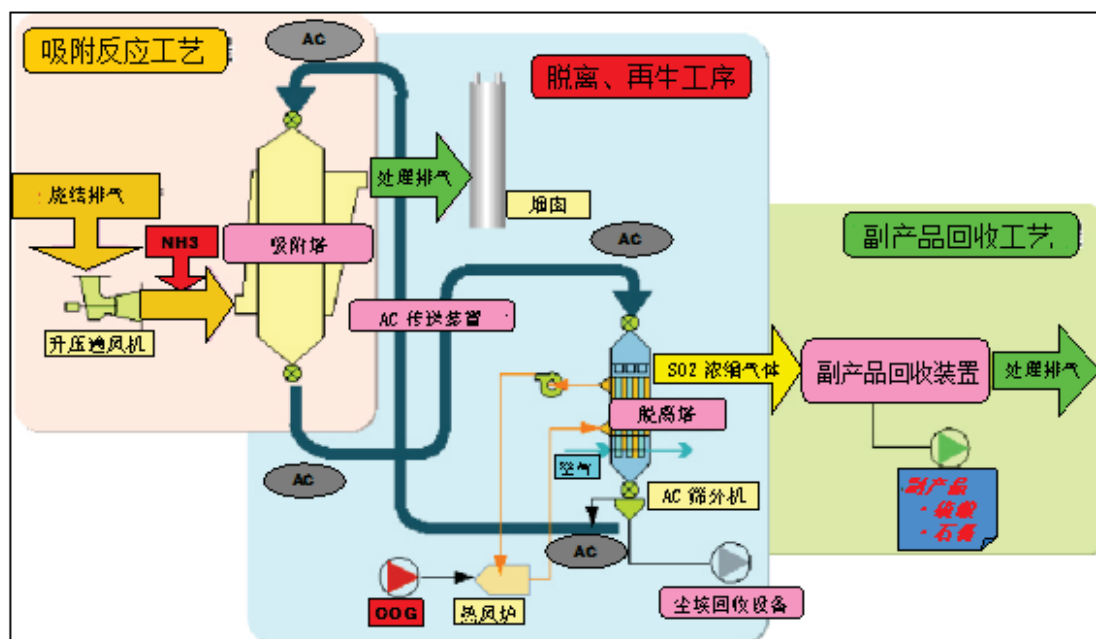 吸附反应工艺
AC
脱离、再生工序
烧结排气
处理排气
烟囱
NH3
吸附塔
AC
副产品回收工艺
升压通风机
AC 传送装置
SO2 浓缩气体
副产品回收装置
处理排气
脱离塔
空气
AC
AC 筛分机
副产品
·硫酸
·石膏
AC
COG
热风炉
尘埃回收设备